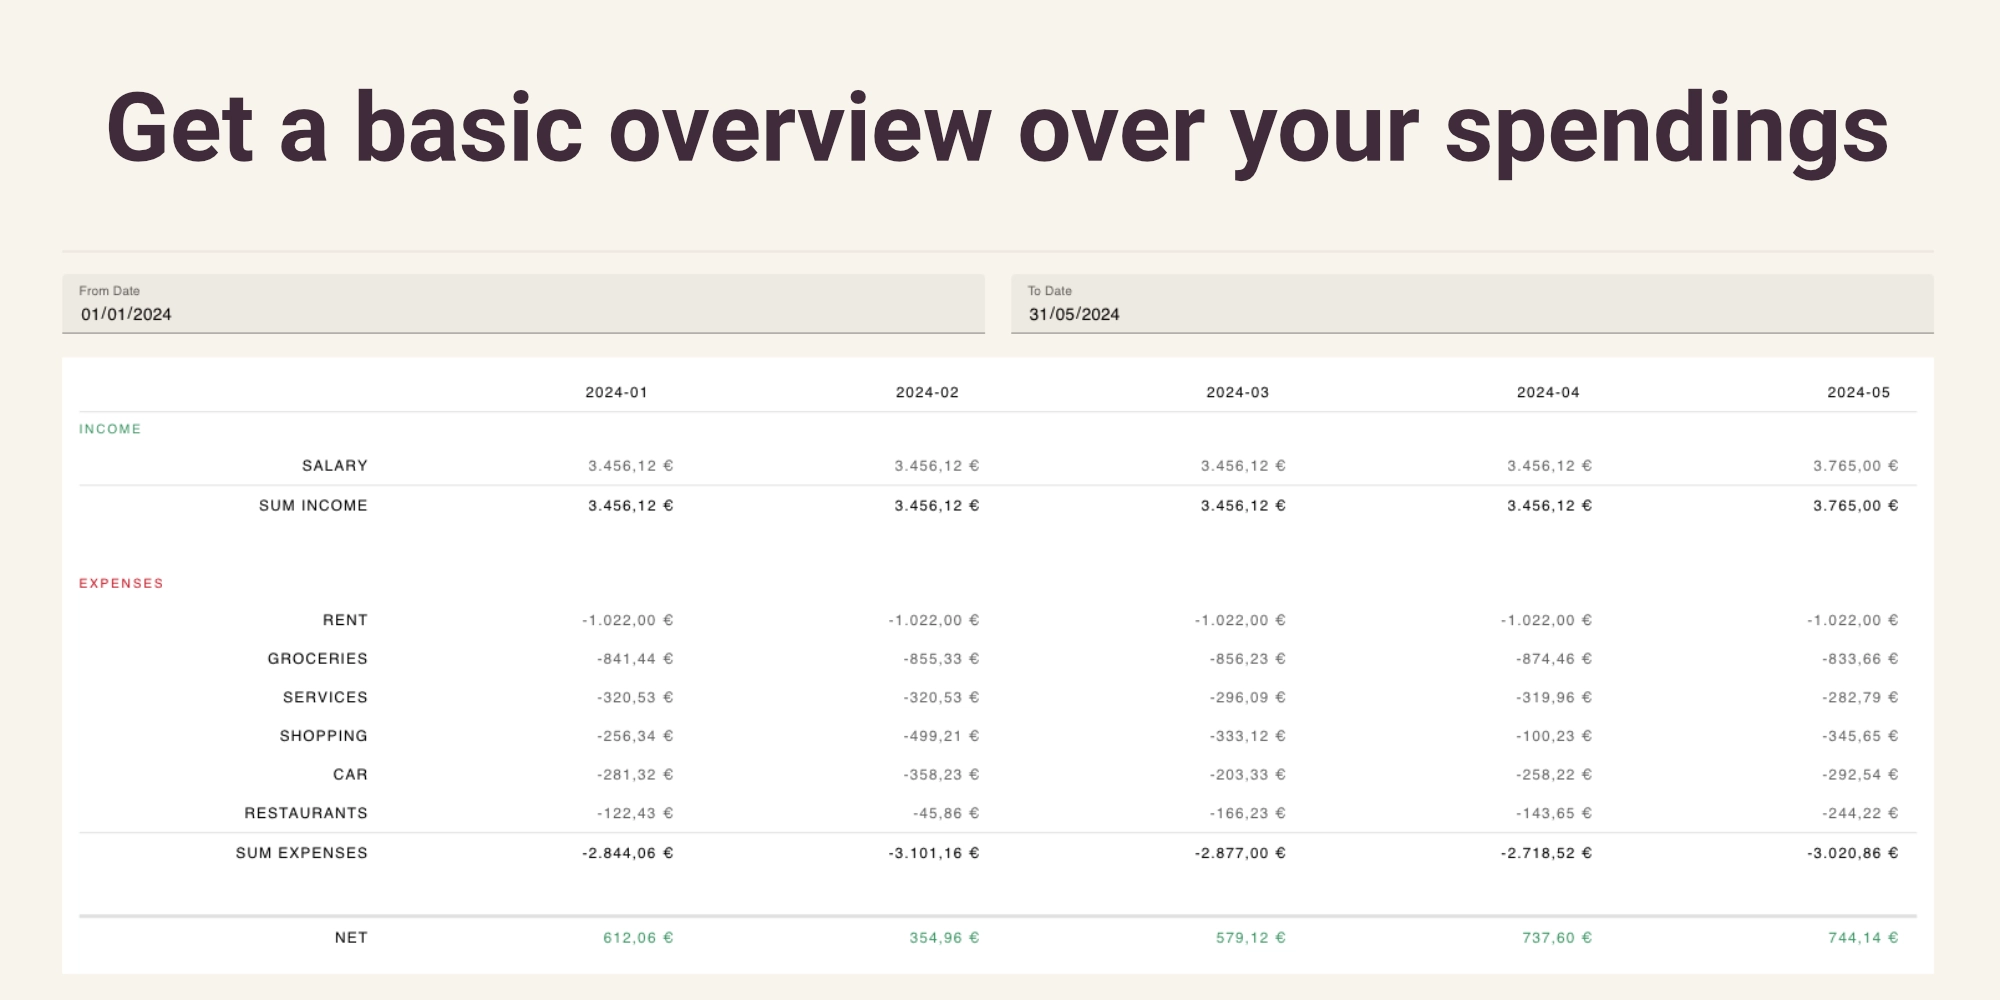 Get a basic overview over your spendings
From Date To Date
01/01/2024 31/05/2024
2024-01 2024-02 2024-03 2024-04 2024-05
INCOME
SALARY 3.456,12 € 3.456,12 € 3.456,12 € 3.456,12 € 3.765,00 €
SUM INCOME 3.456,12 € 3.456,12 € 3.456,12 € 3.456,12 € 3.765,00 €
EXPENSES
RENT -1.022,00 € -1.022,00 € -1.022,00 € -1.022,00 € -1.022,00 €
GROCERIES -841,44 € -855,33 € -856,23 € -874,46 € -833,66 €
SERVICES -320,53 € -320,53 € -296,09 € -319,96 € -282,79 €
SHOPPING -256,34 € -499,21 € -333,12 € -100,23 € -345,65 €
CAR -281,32 € -358,23 € -203,33 € -258,22 € -292,54 €
RESTAURANTS -122,43 € -45,86 € -166,23 € -143,65 € -244,22 €
SUM EXPENSES -2.844,06 € -3.101,16 € -2.877,00 € -2.718,52 € -3.020,86 €
NET 612,06 € 354,96 € 579,12 € 737,60 € 744,14 €